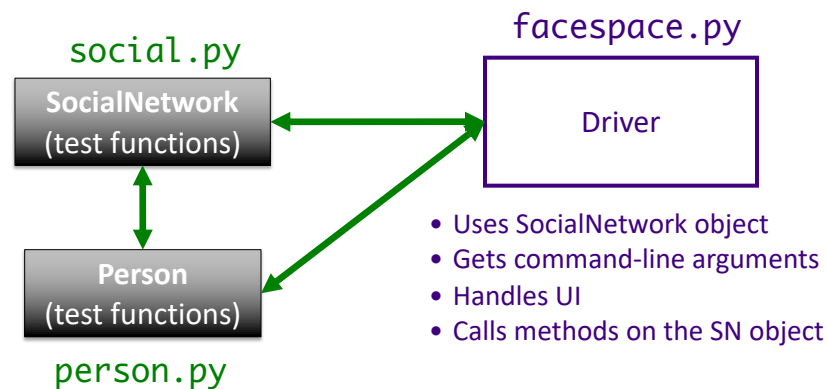 social.py
SocialNetwork
(test functions)
Person
(test functions)
person.py
facespace.py
Driver
• Uses SocialNetwork object
• Gets command-line arguments
• Handles UI
• Calls methods on the SN object